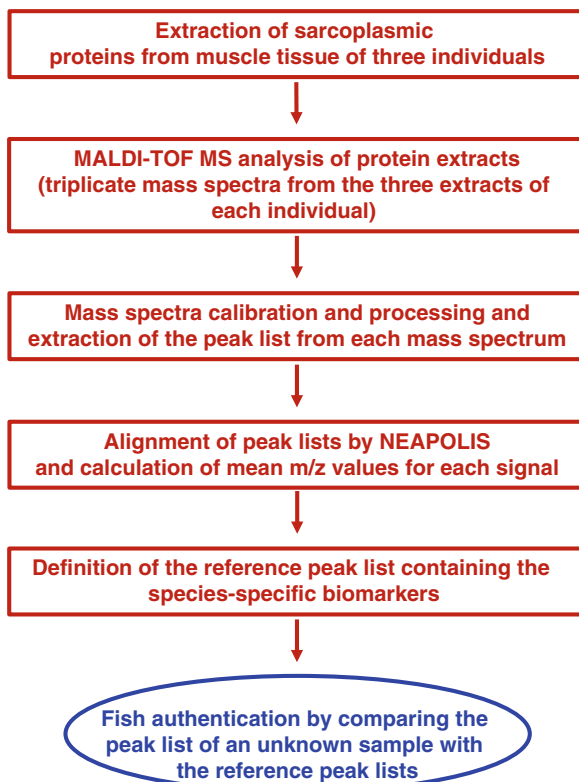 Extraction of sarcoplasmic
proteins from muscle tissue of three individuals
MALDI-TOF MS analysis of protein extracts
(triplicate mass spectra from the three extracts of
each individual)
Mass spectra calibration and processing and
extraction of the peak list from each mass spectrum
Alignment of peak lists by NEAPOLIS
and calculation of mean m/z values for each signal
Definition of the reference peak list containing the
species-specific biomarkers
Fish authentication by comparing the
peak list of an unknown sample with
the reference peak lists